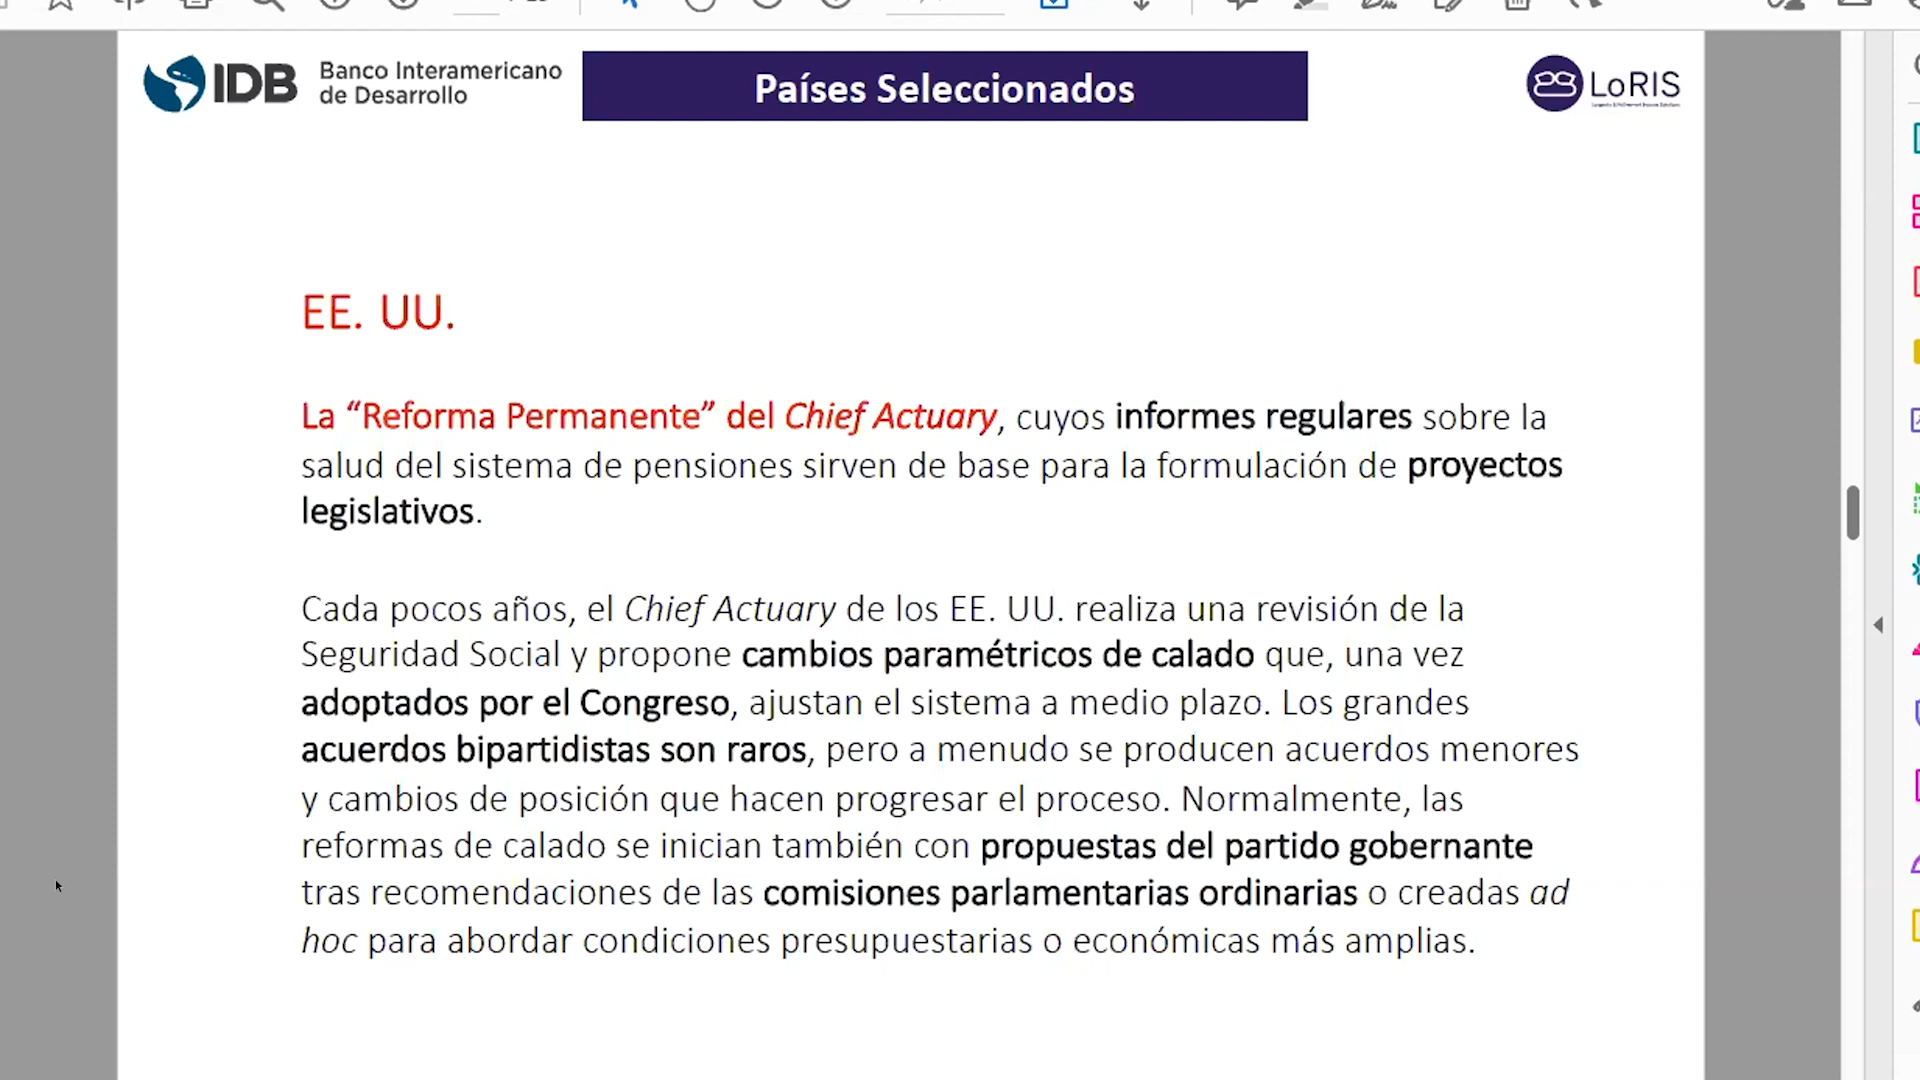 IDB
Banco Interamericano
de Desarrollo
Países Seleccionados
LoRIS
EE. UU.
La “Reforma Permanente” del Chief Actuary, cuyos informes regulares sobre la
salud del sistema de pensiones sirven de base para la formulación de proyectos
legislativos.
Cada pocos años, el Chief Actuary de los EE. UU. realiza una revisión de la
Seguridad Social y propone cambios paramétricos de calado que, una vez
adoptados por el Congreso, ajustan el sistema a medio plazo. Los grandes
acuerdos bipartidistas son raros, pero a menudo se producen acuerdos menores
y cambios de posición que hacen progresar el proceso. Normalmente, las
reformas de calado se inician también con propuestas del partido gobernante
tras recomendaciones de las comisiones parlamentarias ordinarias o creadas ad
hoc para abordar condiciones presupuestarias o económicas más amplias.